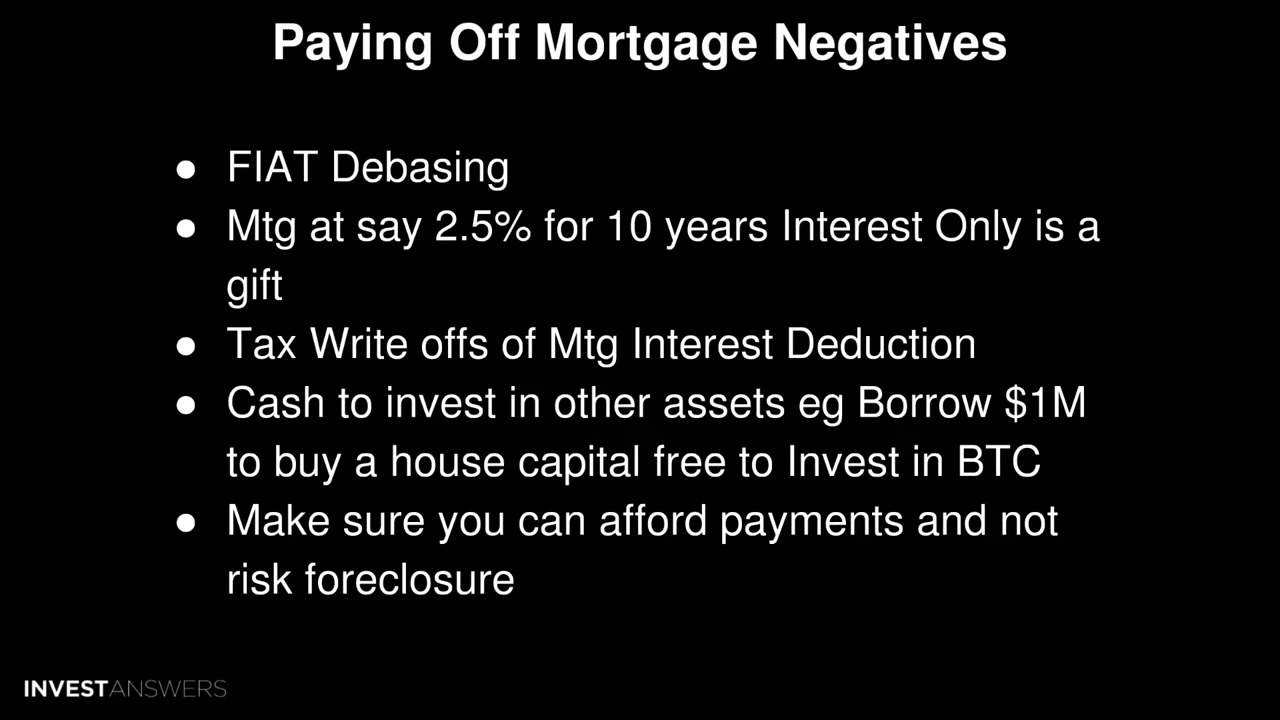 Paying Off Mortgage Negatives
● FIAT Debasing
● Mtg at say 2.5% for 10 years Interest Only is a
gift
● Tax Write offs of Mtg Interest Deduction
● Cash to invest in other assets eg Borrow $1M
to buy a house capital free to Invest in BTC
● Make sure you can afford payments and not
risk foreclosure
INVESTANSWERS